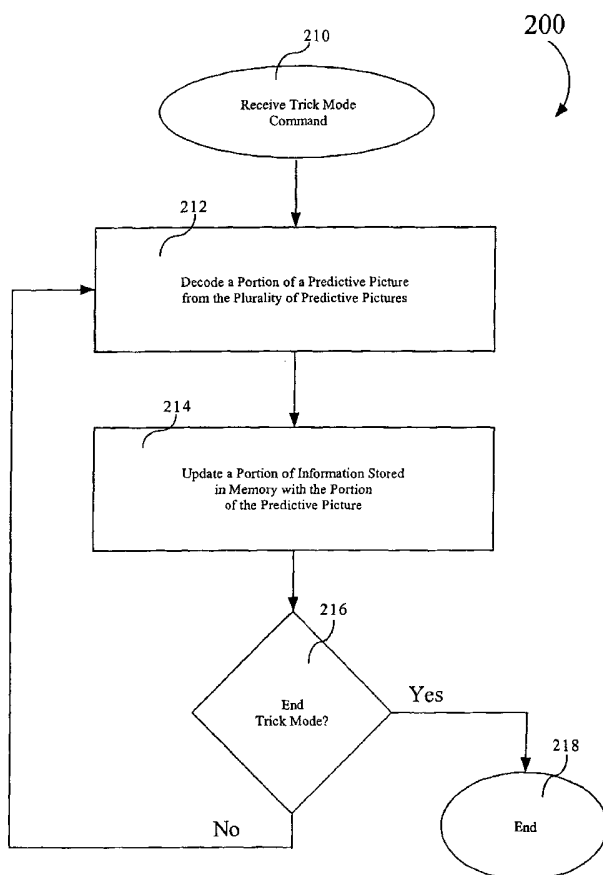 200
210
Receive Trick Mode
Command
212
Decode a Portion of a Predictive Picture
from the Plurality of Predictive Pictures
214
Update a Portion of Information Stored
in Memory with the Portion
of the Predictive Picture
216
End
Trick Mode?
Yes
218
End
No